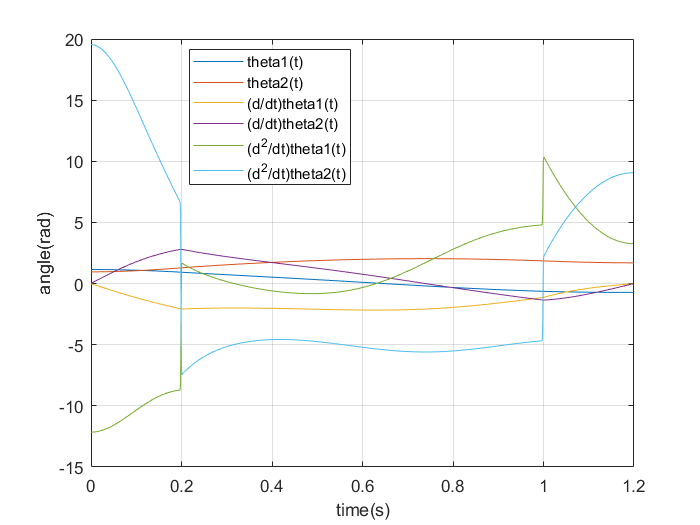 20
15
10
5
0
-5
-10
-15
angle(rad)
theta1(t)
theta2(t)
(d/dt)theta1(t)
(d/dt)theta2(t)
(d²/dt)theta1(t)
(d²/dt)theta2(t)
0 0.2 0.4 0.6 0.8 1 1.2
time(s)